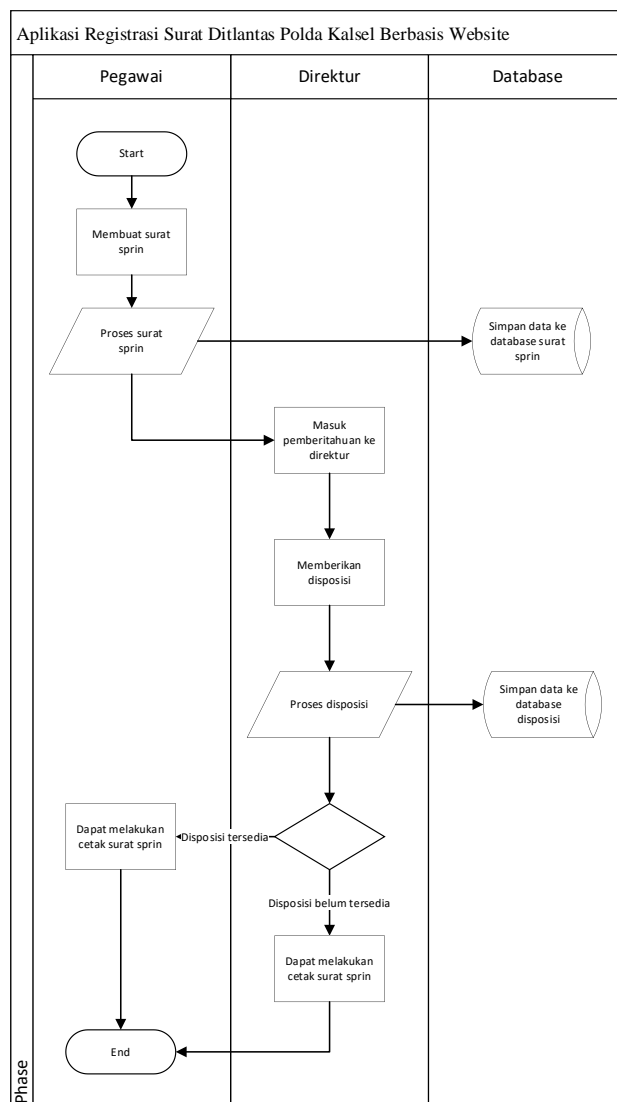 Aplikasi Registrasi Surat Ditlantas Polda Kalsel Berbasis Website
Pegawai
Direktur
Database
Start
Membuat surat
sprin
Proses surat
sprin
Simpan data ke
database surat
sprin
Masuk
pemberitahuan ke
direktur
Memberikan
disposisi
Proses disposisi
Simpan data ke
database
disposisi
Dapat melakukan
cetak surat sprin
Disposisi tersedia
Disposisi belum tersedia
Dapat melakukan
cetak surat sprin
End
Phase